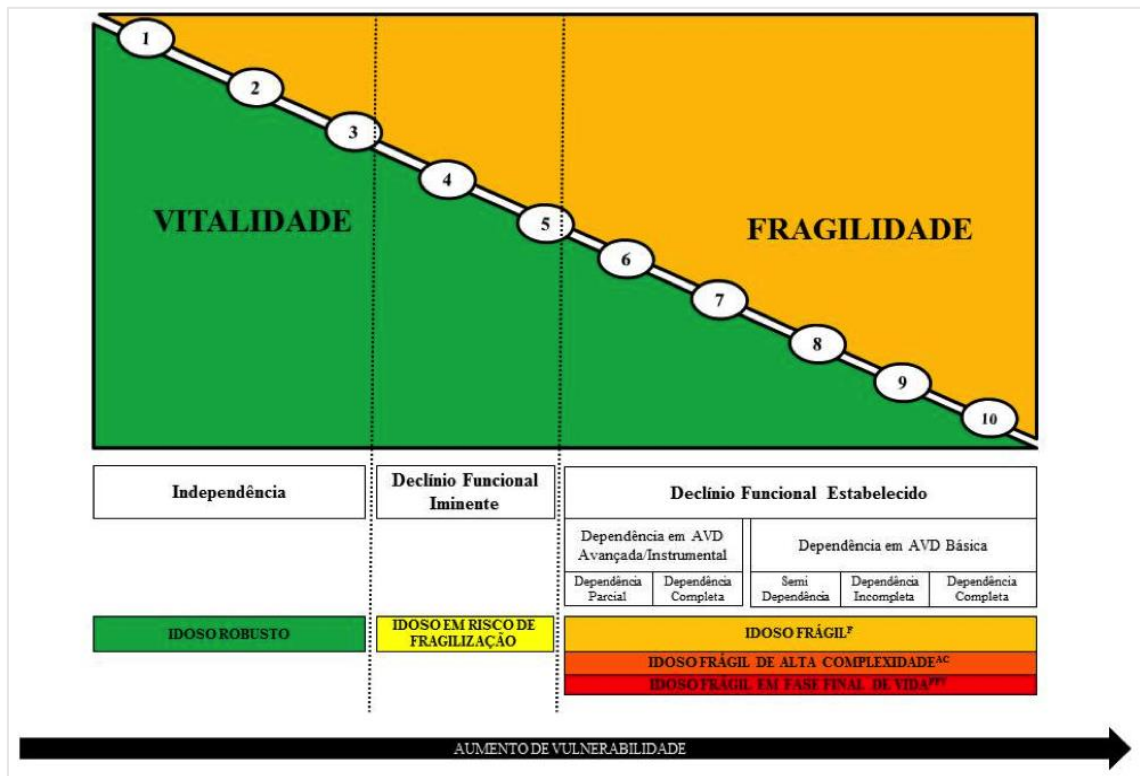 1
2
3
4
5
6
7
8
9
10
VITALIDADE
FRAGILIDADE
Independência
Declínio Funcional
Iminente
Declínio Funcional Estabelecido
Dependência em AVD
Avançada/Instrumental
Dependência em AVD Básica
Dependência
Parcial
Dependência
Completa
Semi
Dependência
Dependência
Incompleta
Dependência
Completa
IDOSO ROBUSTO
IDOSO EM RISCO DE
FRAGILIZAÇÃO
IDOSO FRÁGIL
IDOSO FRÁGIL DE ALTA COMPLEXIDADE
IDOSO FRÁGIL EM FASE FINAL DE VIDA
AUMENTO DE VULNERABILIDADE